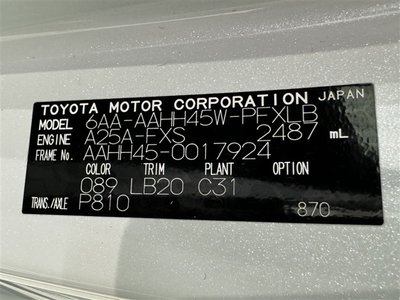 TOYOTA MOTOR CORPORATION JAPAN
MODEL 6AA-AAHH45W-PFXLB
ENGINE A25A-FXS 2487 mL
FRAME No. AAHH45-0017924
COLOR TRIM PLANT OPTION
089 LB20 C31
TRANS./AXLE P810 870